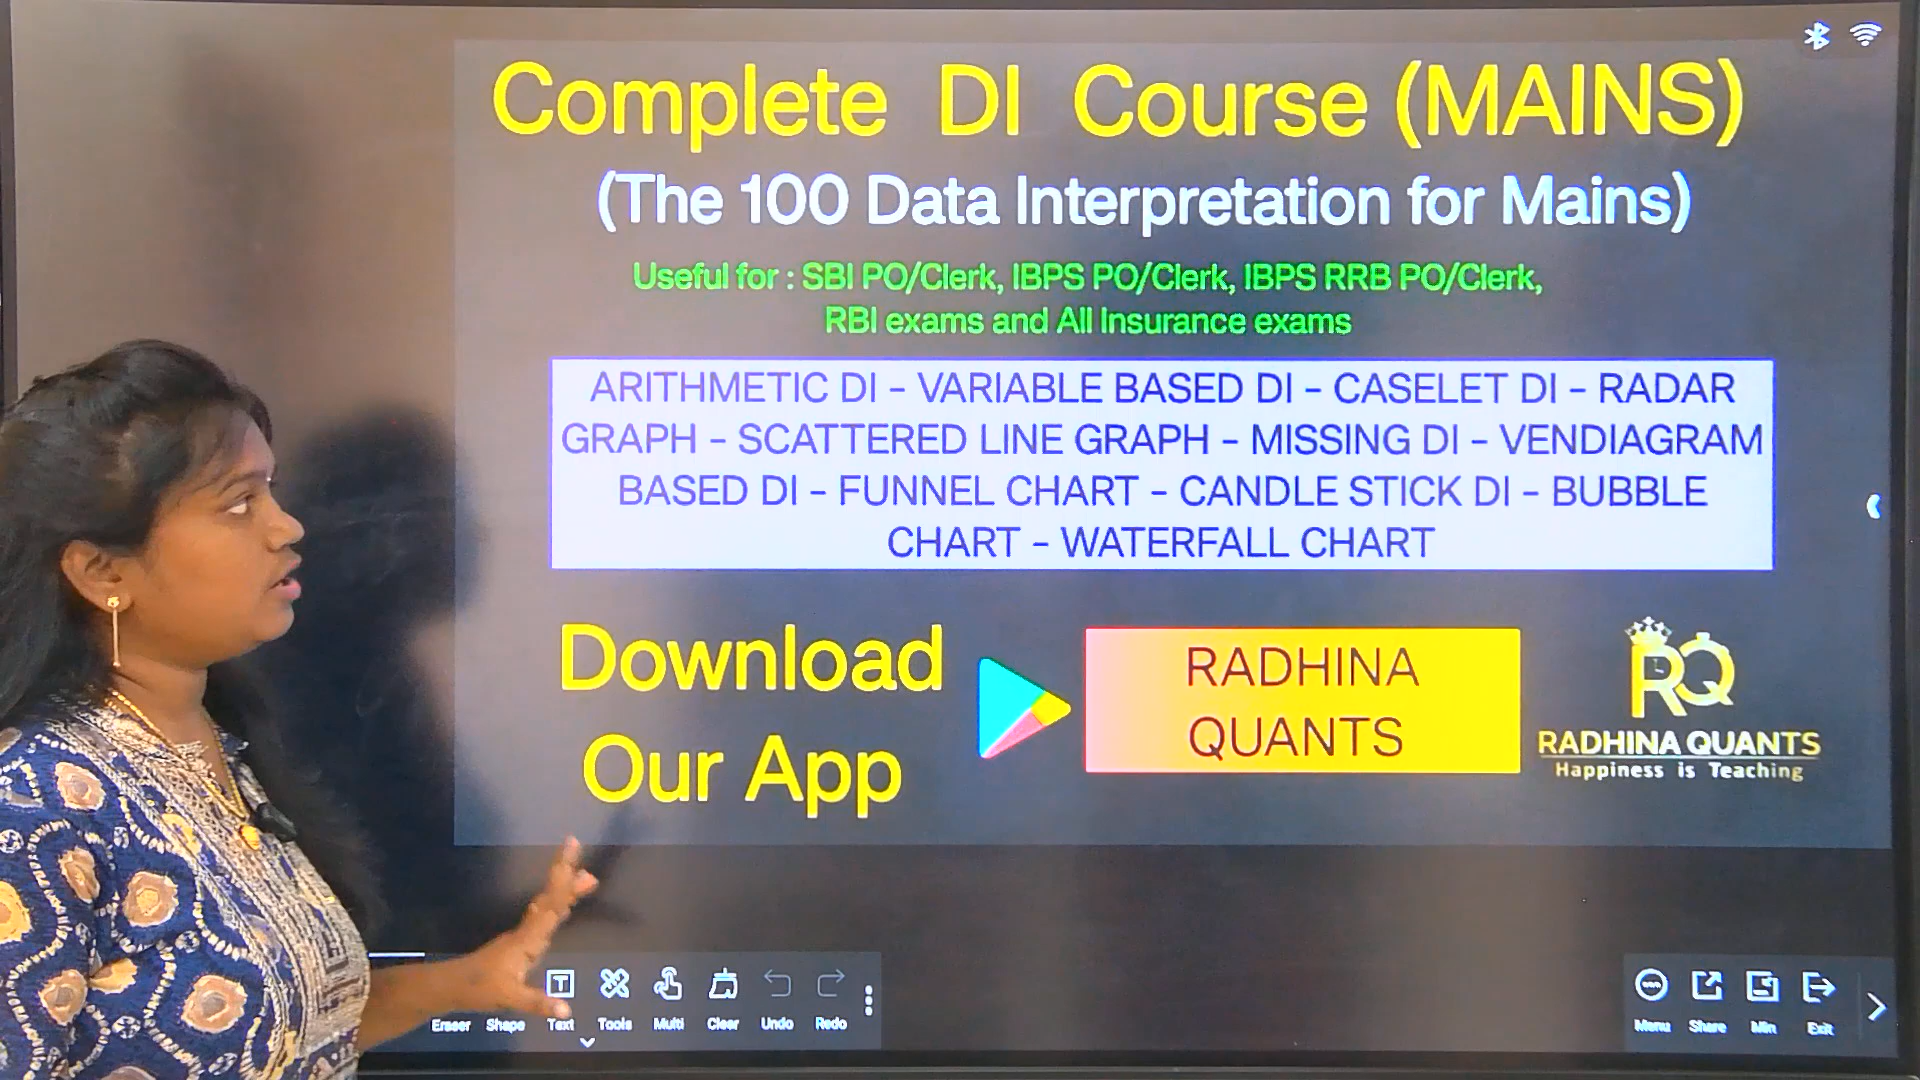 Complete DI Course (MAINS)
(The 100 Data Interpretation for Mains)
Useful for : SBI PO/Clerk, IBPS PO/Clerk, IBPS RRB PO/Clerk,
RBI exams and All Insurance exams
ARITHMETIC DI – VARIABLE BASED DI – CASELET DI – RADAR
GRAPH – SCATTERED LINE GRAPH – MISSING DI – VENDIAGRAM
BASED DI – FUNNEL CHART – CANDLE STICK DI – BUBBLE
CHART – WATERFALL CHART
Download
Our App
RADHINA
QUANTS
RQ
RADHINA QUANTS
Happiness is Teaching
Eraser Shape Text Tools Multi Clear Undo Redo
Menu Share Min Exit